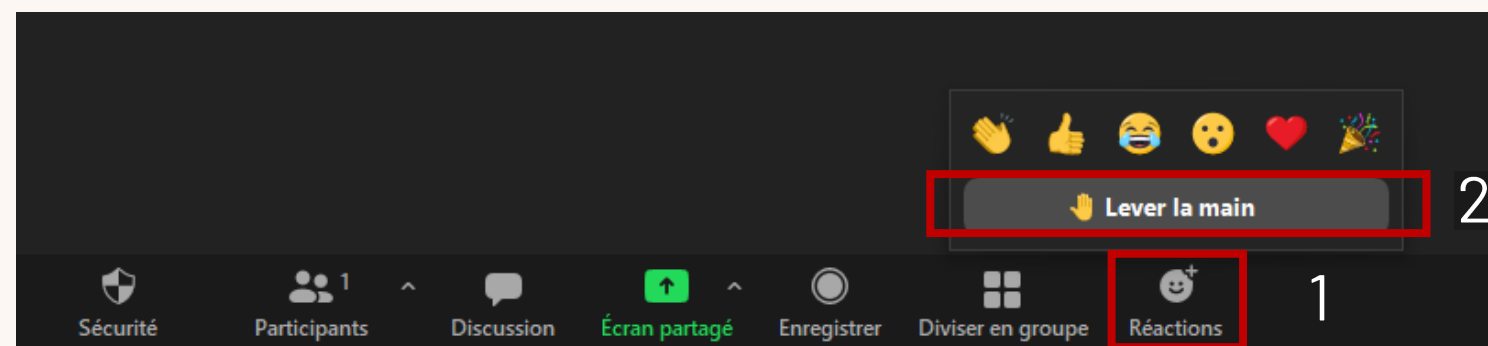 Lever la main
2
1
Sécurité
Participants
1
Discussion
Écran partagé
Enregistrer
Diviser en groupe
Réactions